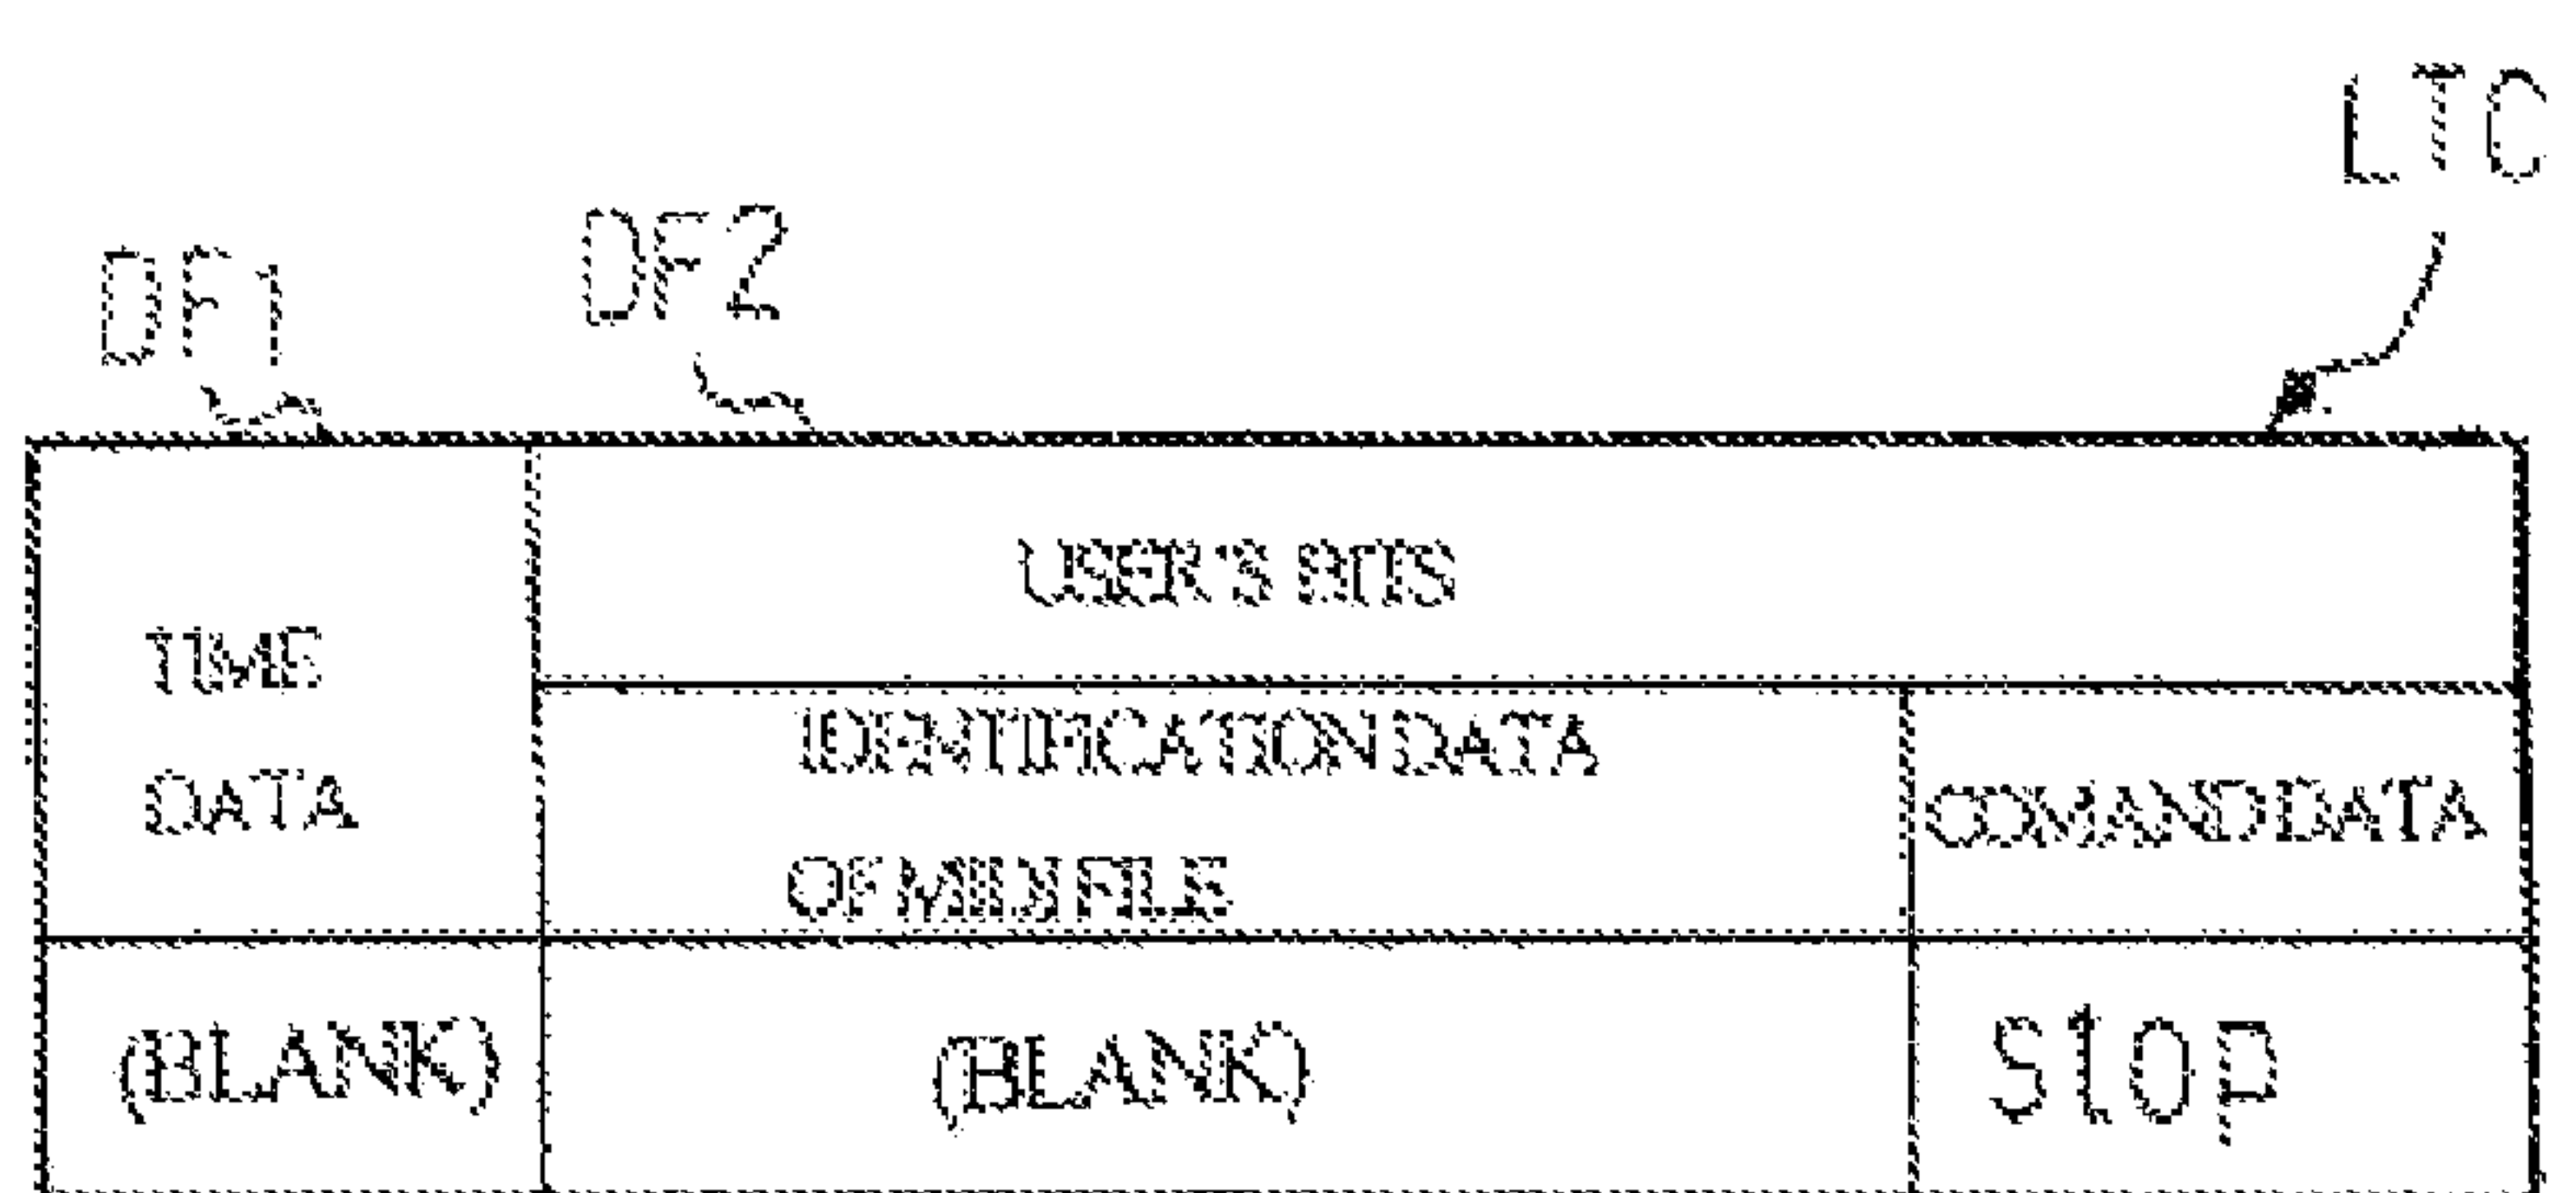 LTC
DF1
DF2
USER'S BITS
TIME
DATA
IDENTIFICATION DATA
OF MIDI FILE
COMAND DATA
(BLANK)
(BLANK)
Stop